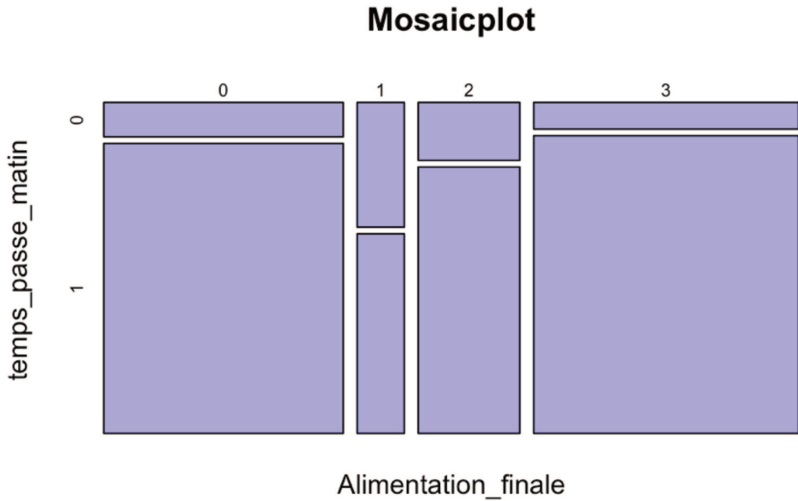 Mosaicplot
0 1 2 3
0
1
temps_passe_matin
Alimentation_finale